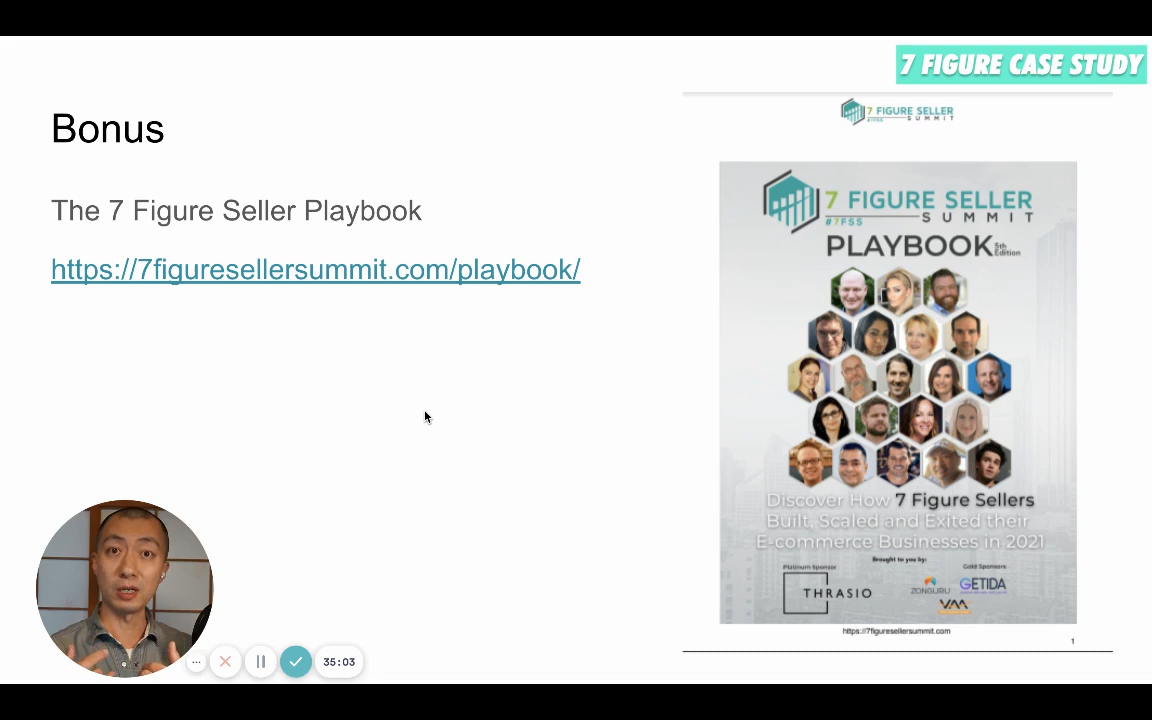 7 FIGURE CASE STUDY
7 FIGURE SELLER
#7FSS SUMMIT
Bonus
The 7 Figure Seller Playbook
https://7figuresellersummit.com/playbook/
7 FIGURE SELLER
#7FSS SUMMIT
PLAYBOOK 5th Edition
Discover How 7 Figure Sellers
Built, Scaled and Exited their
E-commerce Businesses in 2021
Brought to you by:
Platinum Sponsor
Gold Sponsors
THRASIO
ZONGURU
GETIDA
VAA
https://7figuresellersummit.com
1
...
35:03